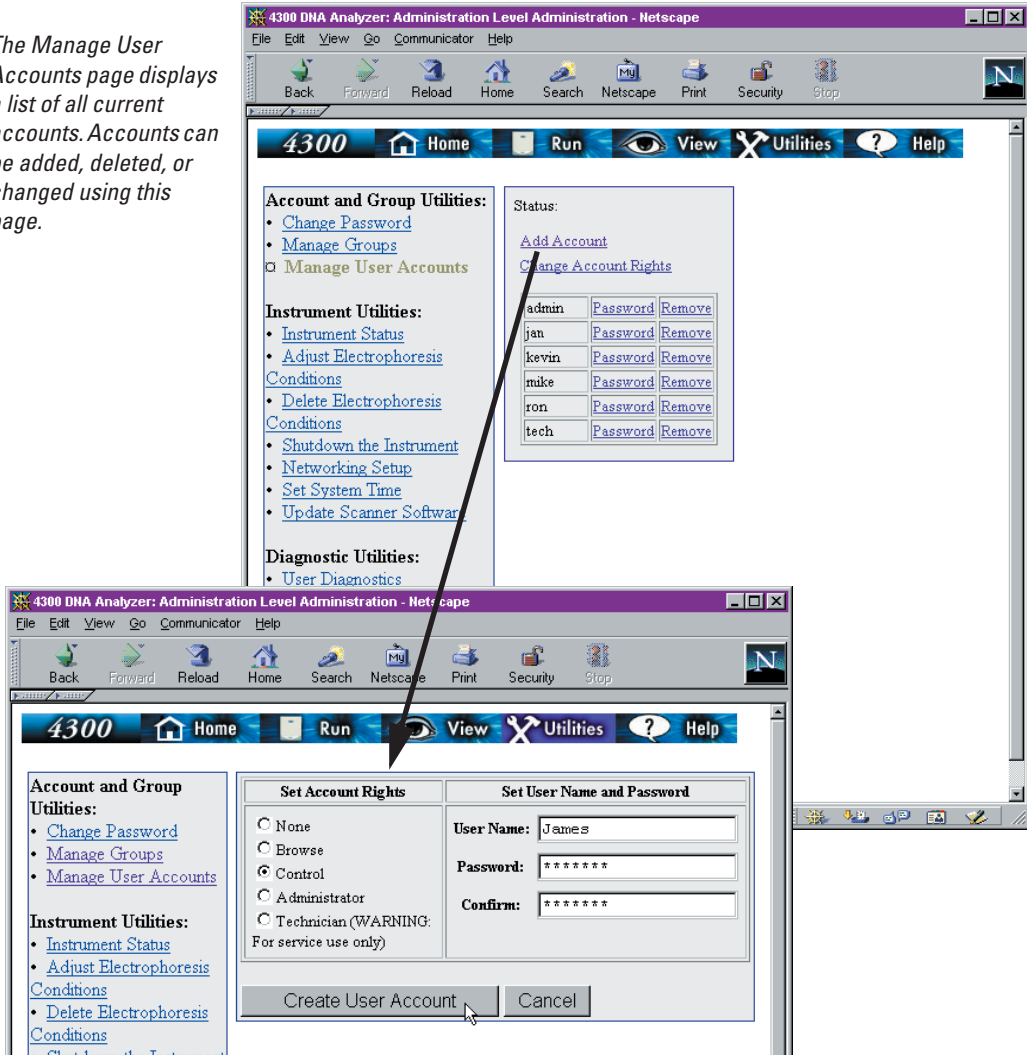 The Manage User
Accounts page displays
a list of all current
accounts. Accounts can
be added, deleted, or
changed using this
page.
4300 DNA Analyzer: Administration Level Administration - Netscape
File Edit View Go Communicator Help
Back Forward Reload Home Search Netscape Print Security Stop
My
N
4300 Home Run View Utilities ? Help
Account and Group Utilities:
• Change Password
• Manage Groups
Manage User Accounts
Instrument Utilities:
• Instrument Status
• Adjust Electrophoresis
Conditions
• Delete Electrophoresis
Conditions
• Shutdown the Instrument
• Networking Setup
• Set System Time
• Update Scanner Software
Diagnostic Utilities:
• User Diagnostics
Status:
Add Account
Change Account Rights
admin Password Remove
jan Password Remove
kevin Password Remove
mike Password Remove
ron Password Remove
tech Password Remove
4300 DNA Analyzer: Administration Level Administration - Netscape
File Edit View Go Communicator Help
Back Forward Reload Home Search Netscape Print Security Stop
My
N
4300 Home Run View Utilities ? Help
Account and Group
Utilities:
• Change Password
• Manage Groups
• Manage User Accounts
Instrument Utilities:
• Instrument Status
• Adjust Electrophoresis
Conditions
• Delete Electrophoresis
Conditions
• Shutdown the Instrument
Set Account Rights
None
Browse
Control
Administrator
Technician (WARNING:
For service use only)
Set User Name and Password
User Name: James
Password: *******
Confirm: *******
Create User Account Cancel